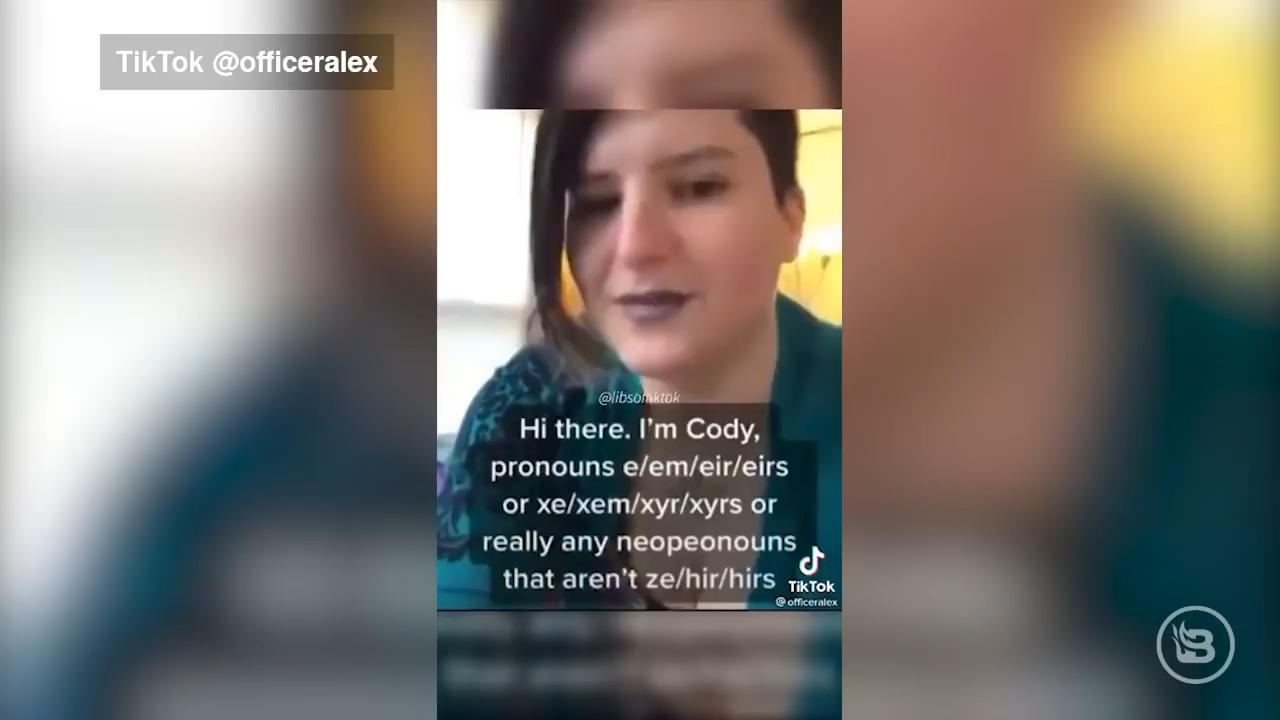 TikTok @officeralex
@libsoftiktok
Hi there. I'm Cody,
pronouns e/em/eir/eirs
or xe/xem/xyr/xyrs or
really any neopeonouns
that aren't ze/hir/hirs
TikTok
@officeralex
B